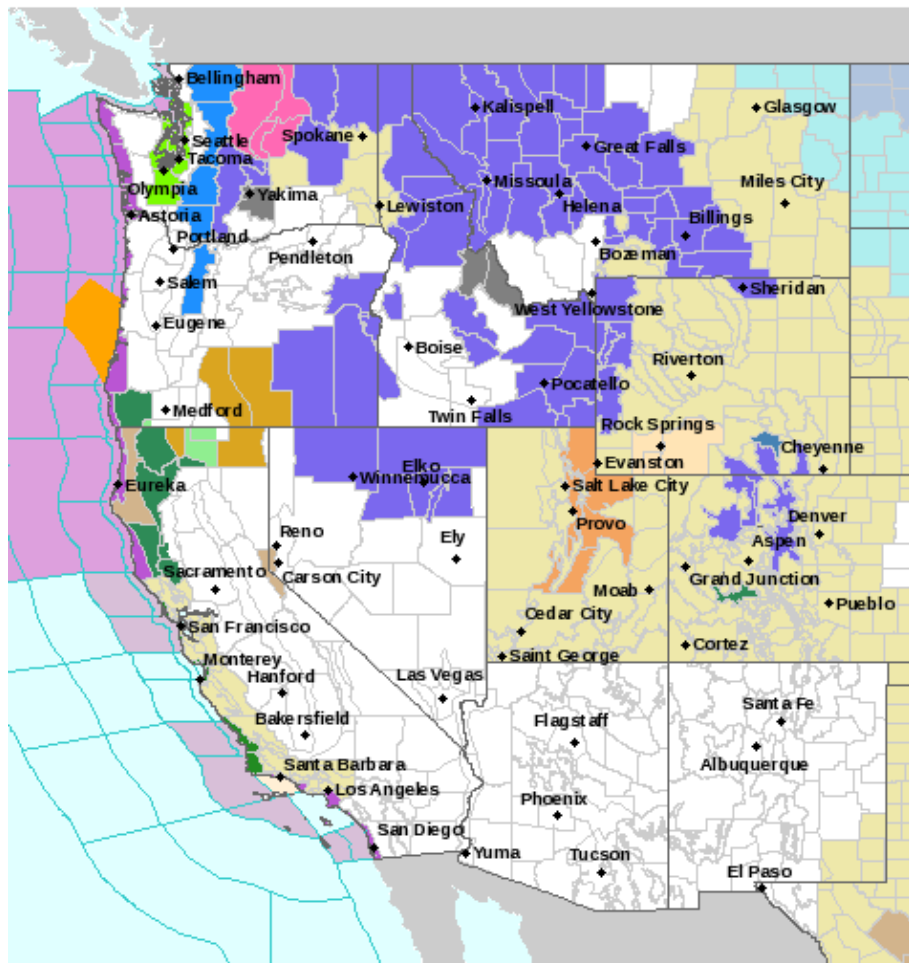 Bellingham
Kalispell
Glasgow
Seattle
Spokane
Great Falls
Tacoma
Olympia
Yakima
Missoula
Helena
Miles City
Lewiston
Astoria
Billings
Portland
Pendleton
Bozeman
Salem
West Yellowstone
Sheridan
Eugene
Boise
Riverton
Pocatello
Medford
Twin Falls
Rock Springs
Cheyenne
Evanston
Elko
Winnemucca
Eureka
Salt Lake City
Provo
Denver
Reno
Ely
Aspen
Sacramento
Carson City
Moab
Grand Junction
Pueblo
San Francisco
Cedar City
Cortez
Monterey
Saint George
Hanford
Las Vegas
Santa Fe
Bakersfield
Flagstaff
Albuquerque
Santa Barbara
Los Angeles
Phoenix
San Diego
Yuma
Tucson
El Paso